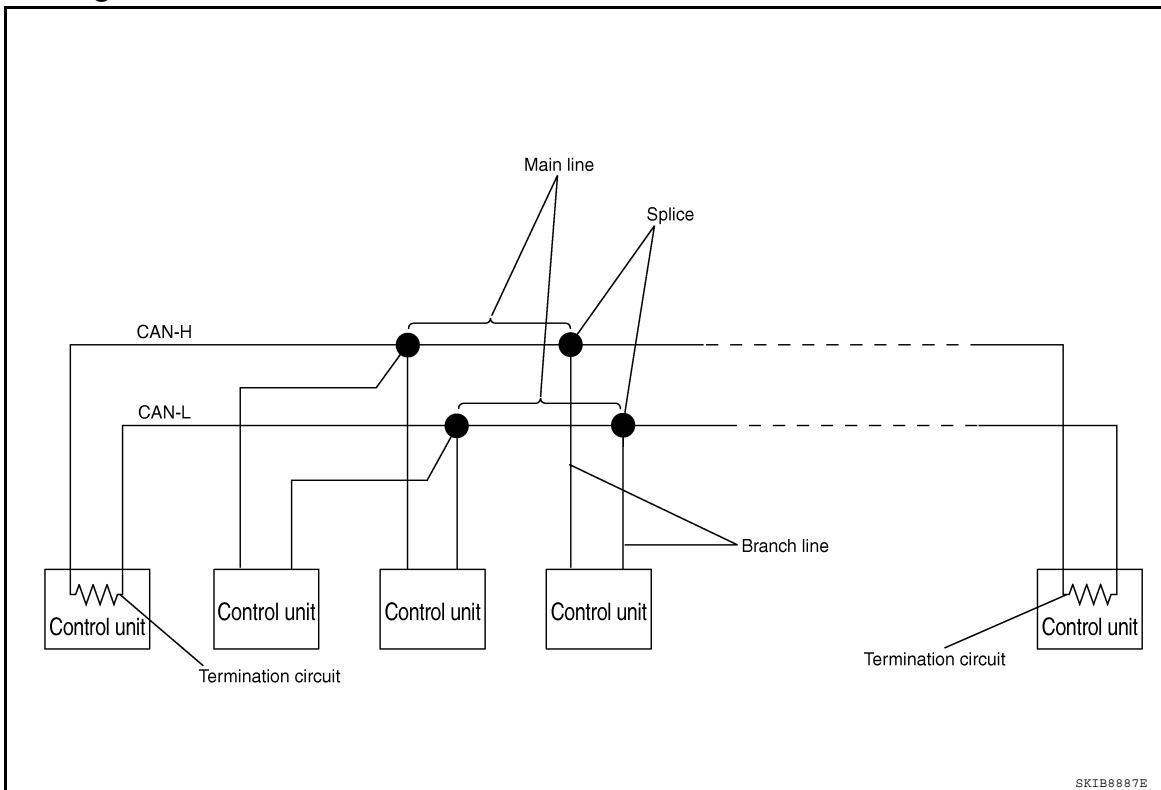 Main line
Splice
CAN-H
CAN-L
Branch line
Control unit
Control unit
Control unit
Control unit
Control unit
Termination circuit
Termination circuit
SKIB8887E